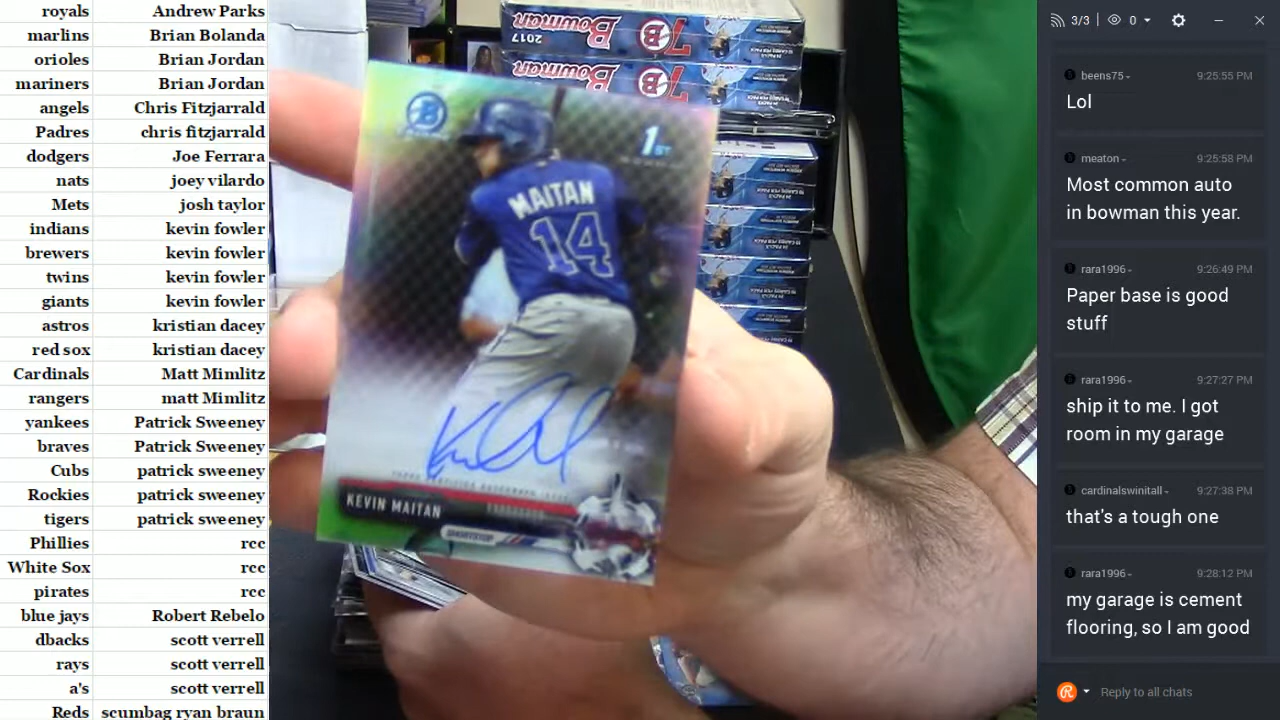 royals Andrew Parks
marlins Brian Bolanda
orioles Brian Jordan
mariners Brian Jordan
angels Chris Fitzjarrald
Padres chris fitzjarrald
dodgers Joe Ferrara
nats joey vilardo
Mets josh taylor
indians kevin fowler
brewers kevin fowler
twins kevin fowler
giants kevin fowler
astros kristian dacey
red sox kristian dacey
Cardinals Matt Mimlitz
rangers matt Mimlitz
yankees Patrick Sweeney
braves Patrick Sweeney
Cubs patrick sweeney
Rockies patrick sweeney
tigers patrick sweeney
Phillies rcc
White Sox rcc
pirates rcc
blue jays Robert Rebelo
dbacks scott verrell
rays scott verrell
a's scott verrell
Reds scumbag ryan braun
2017 Bowman
Bowman
1ST
MAITAN
14
KEVIN MAITAN
SHORTSTOP
3/3 0
beens75 9:25:55 PM
Lol
meaton 9:25:58 PM
Most common auto
in bowman this year.
rara1996 9:26:49 PM
Paper base is good
stuff
rara1996 9:27:27 PM
ship it to me. I got
room in my garage
cardinalswinitall 9:27:38 PM
that's a tough one
rara1996 9:28:12 PM
my garage is cement
flooring, so I am good
Reply to all chats